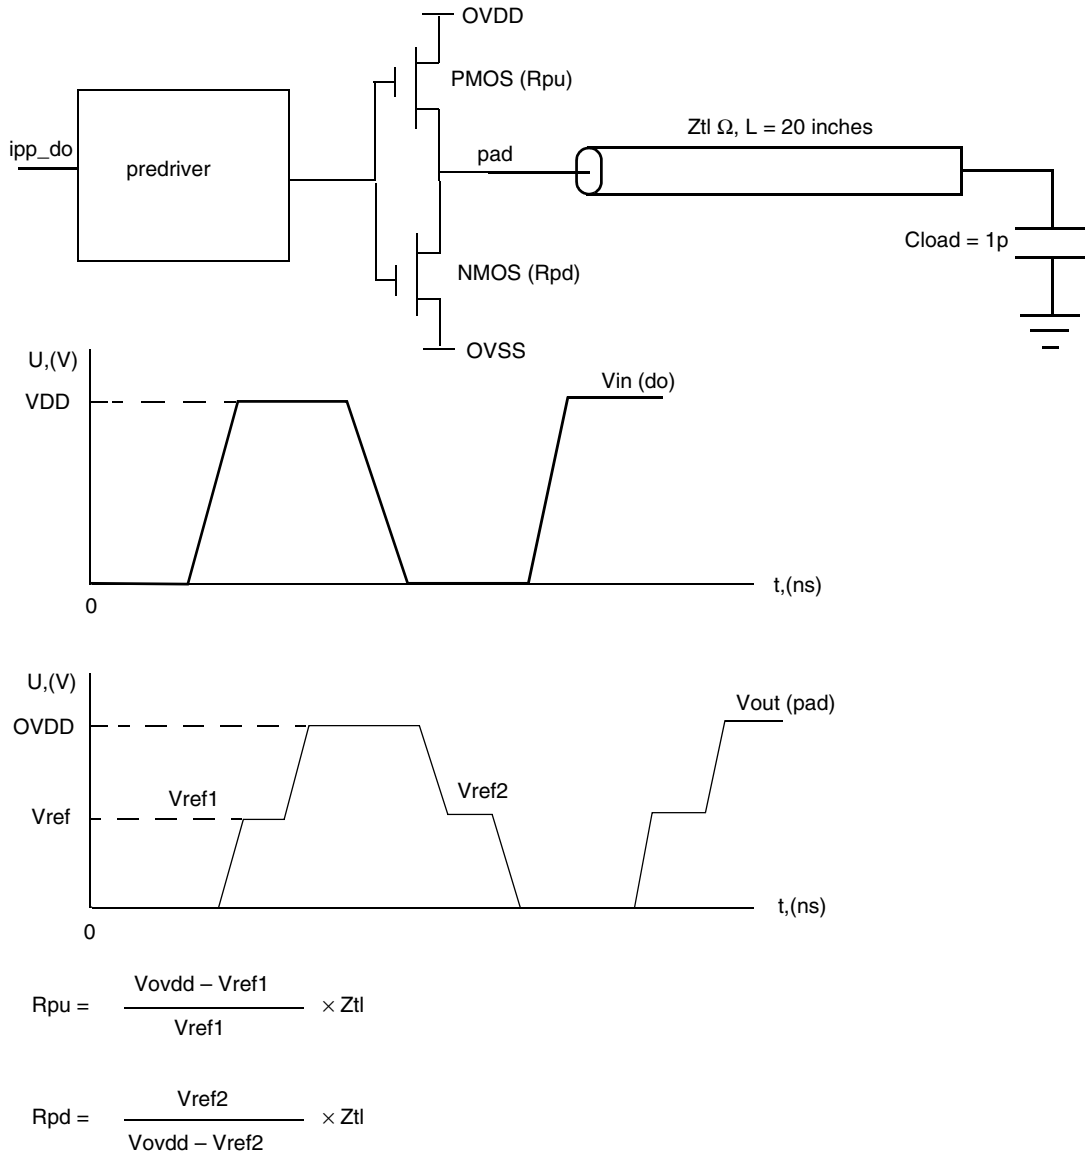 OVDD
PMOS (Rpu)
Ztl Ω, L = 20 inches
ipp_do
predriver
pad
Cload = 1p
NMOS (Rpd)
OVSS
U,(V)
VDD
Vin (do)
t,(ns)
0
U,(V)
OVDD
Vout (pad)
Vref1
Vref2
Vref
t,(ns)
0
Vovdd – Vref1
Rpu = × Ztl
Vref1
Vref2
Rpd = × Ztl
Vovdd – Vref2